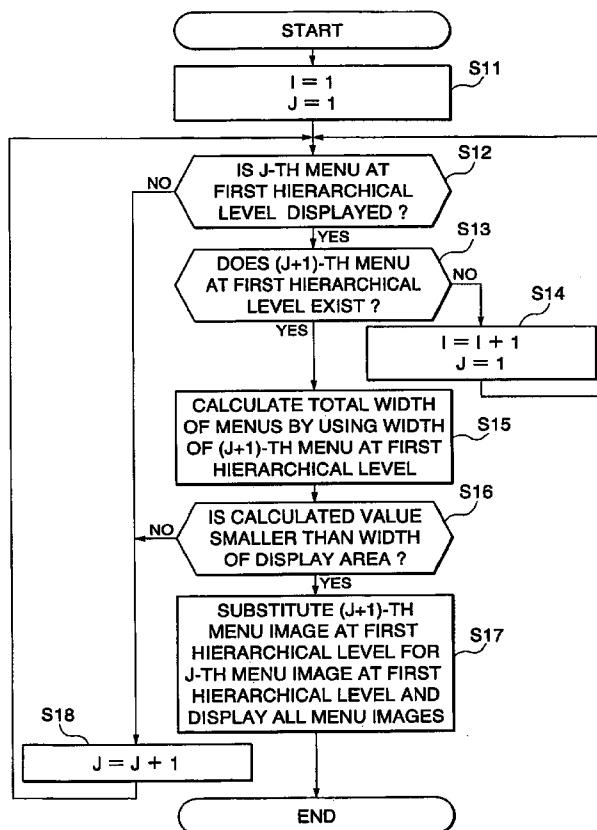 START
S11
I = 1
J = 1
S12
IS J-TH MENU AT
FIRST HIERARCHICAL
LEVEL DISPLAYED ?
NO
YES
S13
DOES (J+1)-TH MENU
AT FIRST HIERARCHICAL
LEVEL EXIST ?
NO
YES
S14
I = I + 1
J = 1
CALCULATE TOTAL WIDTH
OF MENUS BY USING WIDTH
OF (J+1)-TH MENU AT FIRST
HIERARCHICAL LEVEL
S15
S16
IS CALCULATED VALUE
SMALLER THAN WIDTH
OF DISPLAY AREA ?
NO
YES
SUBSTITUTE (J+1)-TH
MENU IMAGE AT FIRST
HIERARCHICAL LEVEL FOR
J-TH MENU IMAGE AT FIRST
HIERARCHICAL LEVEL AND
DISPLAY ALL MENU IMAGES
S17
S18
J = J + 1
END